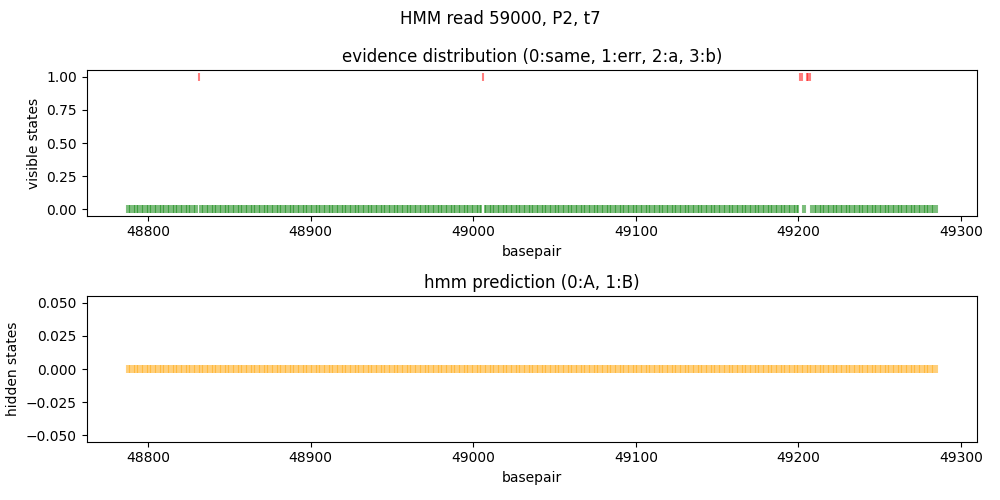 HMM read 59000, P2, t7
evidence distribution (0:same, 1:err, 2:a, 3:b)
visible states
1.00
0.75
0.50
0.25
0.00
48800 48900 49000 49100 49200 49300
basepair
hmm prediction (0:A, 1:B)
hidden states
0.050
0.025
0.000
−0.025
−0.050
48800 48900 49000 49100 49200 49300
basepair